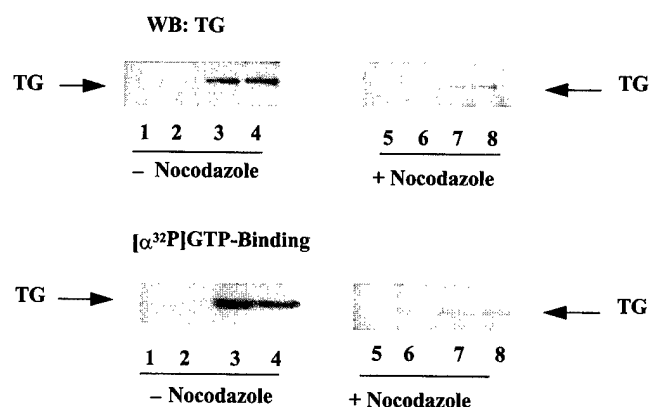 WB: TG
TG
TG
1 2 3 4
5 6 7 8
– Nocodazole
+ Nocodazole
[α³²P]GTP-Binding
TG
TG
1 2 3 4
5 6 7 8
– Nocodazole
+ Nocodazole